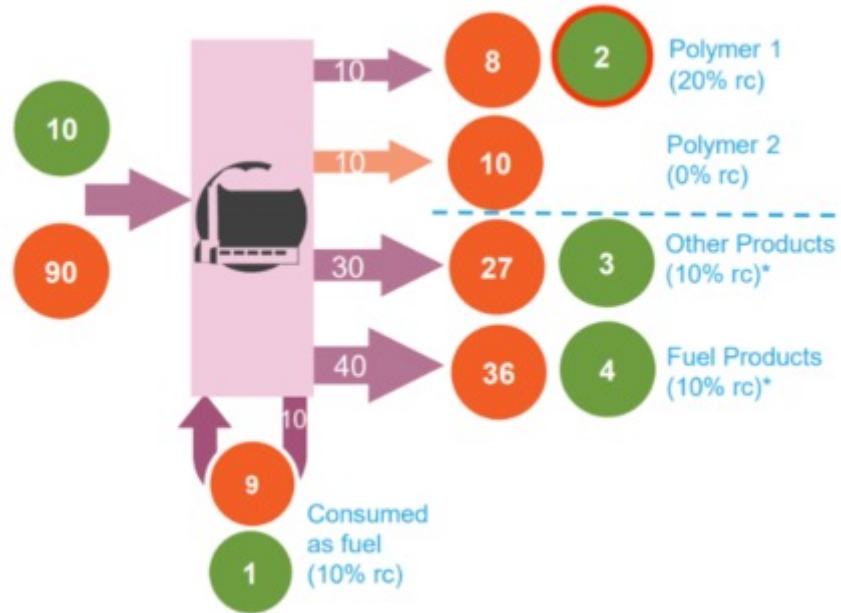 10
90
10
8
2
Polymer 1
(20% rc)
10
10
Polymer 2
(0% rc)
30
27
3
Other Products
(10% rc)*
40
36
4
Fuel Products
(10% rc)*
10
9
1
Consumed
as fuel
(10% rc)